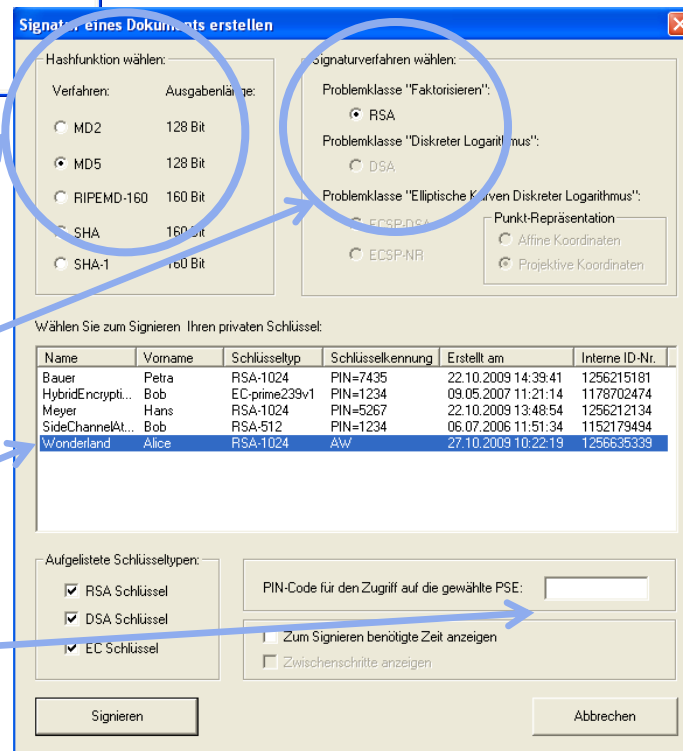 Signatur eines Dokuments erstellen
Hashfunktion wählen:
Verfahren: Ausgabenlänge:
MD2 128 Bit
MD5 128 Bit
RIPEMD-160 160 Bit
SHA 160 Bit
SHA-1 160 Bit
Signaturverfahren wählen:
Problemklasse "Faktorisieren":
RSA
Problemklasse "Diskreter Logarithmus":
DSA
Problemklasse "Elliptische Kurven Diskreter Logarithmus":
ECSP-DSA
ECSP-NR
Punkt-Repräsentation
Affine Koordinaten
Projektive Koordinaten
Wählen Sie zum Signieren Ihren privaten Schlüssel:
Name Vorname Schlüsseltyp Schlüsselkennung Erstellt am Interne ID-Nr.
Bauer Petra RSA-1024 PIN=7435 22.10.2009 14:39:41 1256215181
HybridEncrypti... Bob EC-prime239v1 PIN=1234 09.05.2007 11:21:14 1178702474
Meyer Hans RSA-1024 PIN=5267 22.10.2009 13:48:54 1256212134
SideChannelAt... Bob RSA-512 PIN=1234 06.07.2006 11:51:34 1152179494
Wonderland Alice RSA-1024 AW 27.10.2009 10:22:19 1256635339
Aufgelistete Schlüsseltypen:
RSA Schlüssel
DSA Schlüssel
EC Schlüssel
PIN-Code für den Zugriff auf die gewählte PSE:
Zum Signieren benötigte Zeit anzeigen
Zwischenschritte anzeigen
Signieren
Abbrechen